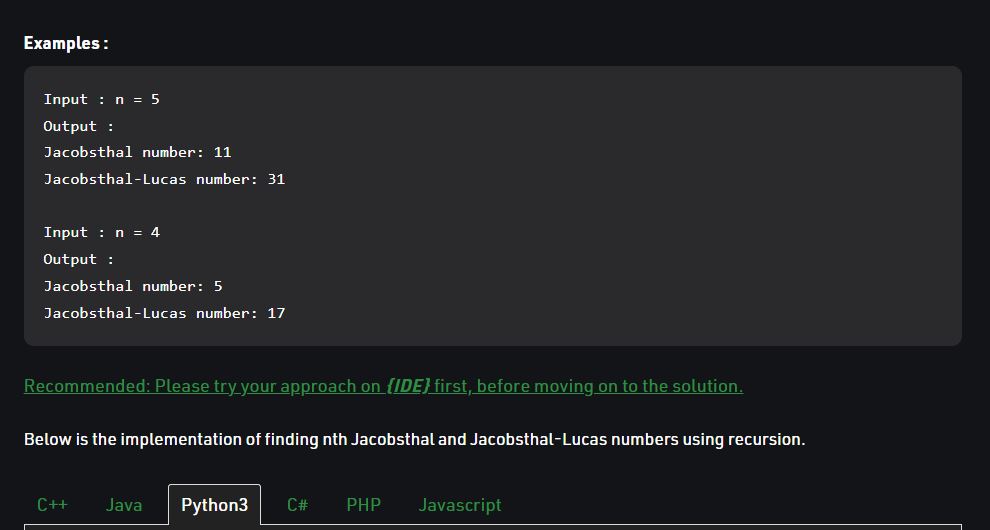 Examples :
Input : n = 5
Output :
Jacobsthal number: 11
Jacobsthal-Lucas number: 31
Input : n = 4
Output :
Jacobsthal number: 5
Jacobsthal-Lucas number: 17
Recommended: Please try your approach on {IDE} first, before moving on to the solution.
Below is the implementation of finding nth Jacobsthal and Jacobsthal-Lucas numbers using recursion.
C++ Java Python3 C# PHP Javascript